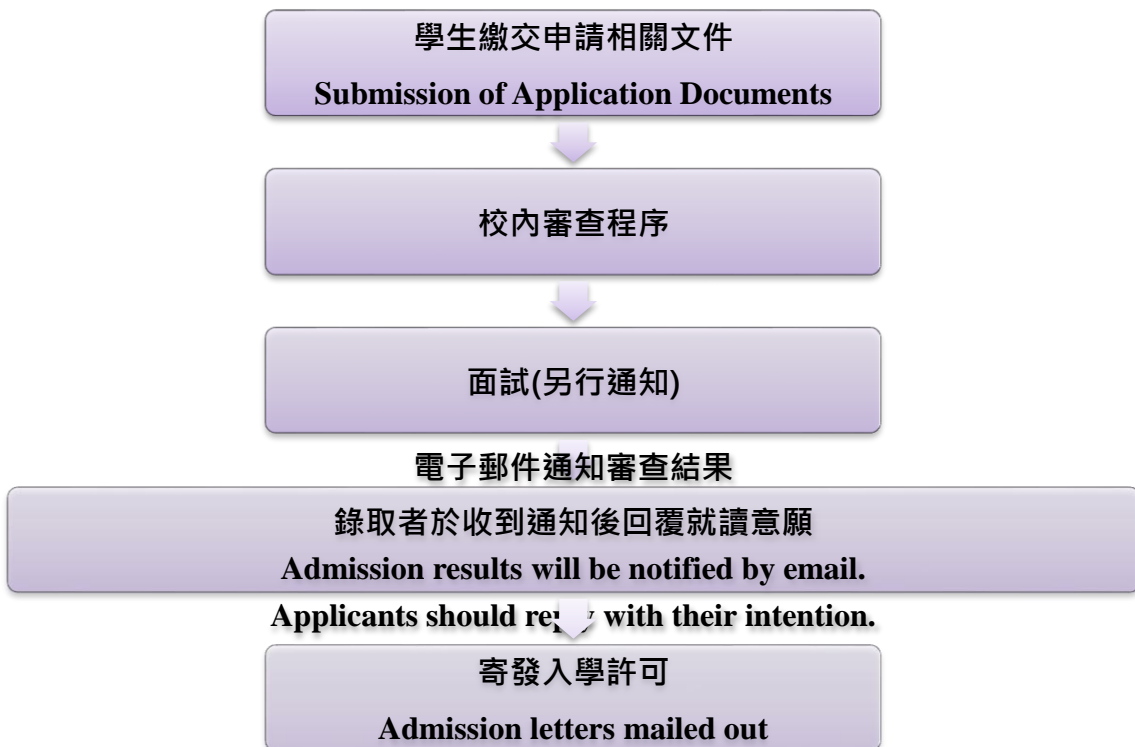 學生繳交申請相關文件
Submission of Application Documents
校內審查程序
面試(另行通知)
電子郵件通知審查結果
錄取者於收到通知後回覆就讀意願
Admission results will be notified by email.
Applicants should reply with their intention.
寄發入學許可
Admission letters mailed out